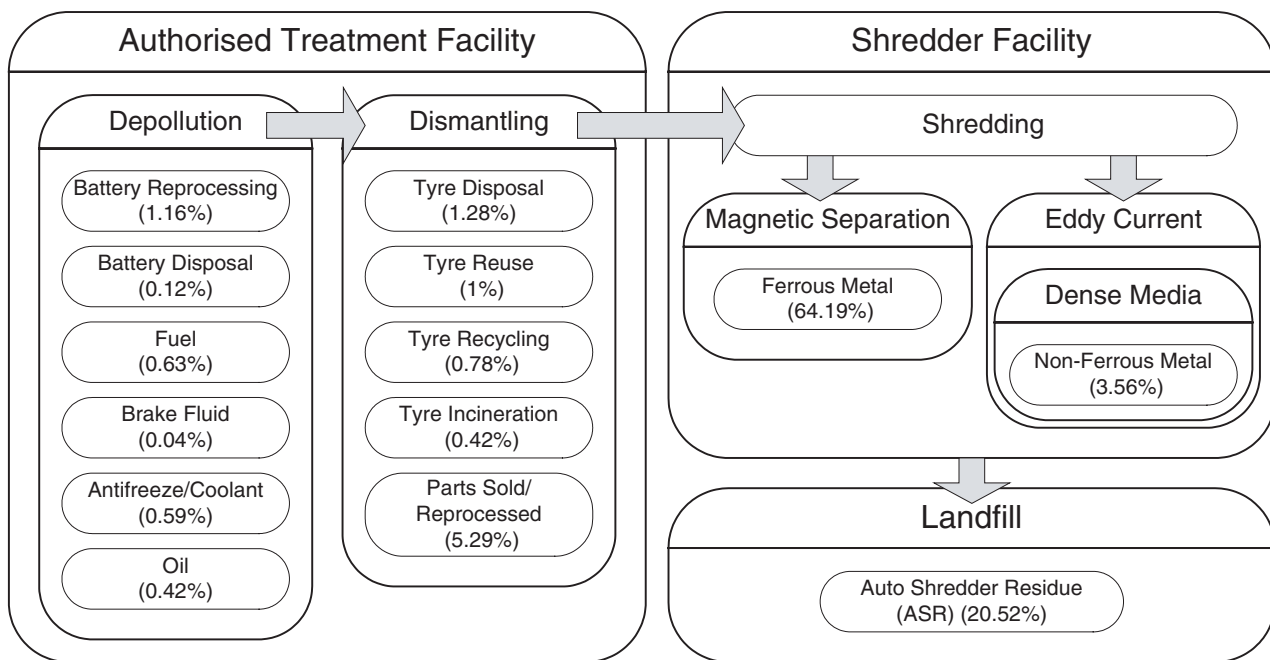 Authorised Treatment Facility
Depollution
Battery Reprocessing
(1.16%)
Battery Disposal
(0.12%)
Fuel
(0.63%)
Brake Fluid
(0.04%)
Antifreeze/Coolant
(0.59%)
Oil
(0.42%)
Dismantling
Tyre Disposal
(1.28%)
Tyre Reuse
(1%)
Tyre Recycling
(0.78%)
Tyre Incineration
(0.42%)
Parts Sold/
Reprocessed
(5.29%)
Shredder Facility
Shredding
Magnetic Separation
Ferrous Metal
(64.19%)
Eddy Current
Dense Media
Non-Ferrous Metal
(3.56%)
Landfill
Auto Shredder Residue
(ASR) (20.52%)